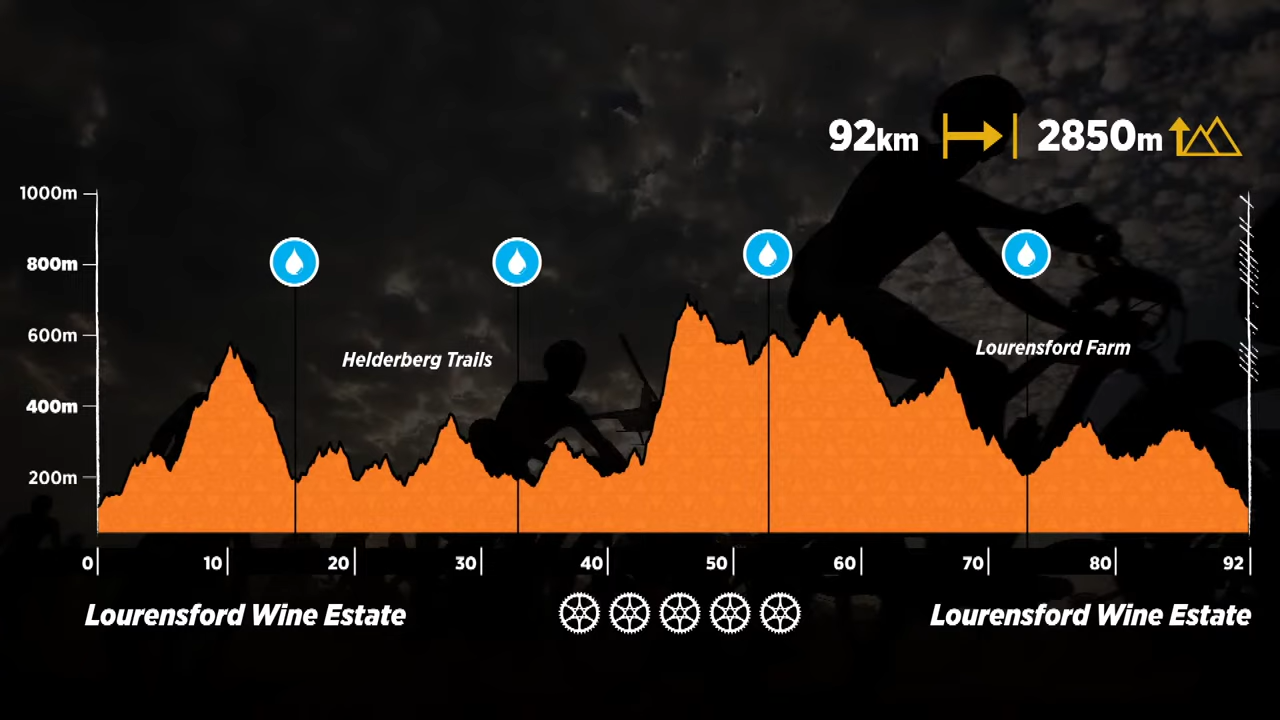 92km 2850m
1000m
800m
600m
400m
200m
Helderberg Trails
Lourensford Farm
0 10 20 30 40 50 60 70 80 92
Lourensford Wine Estate Lourensford Wine Estate